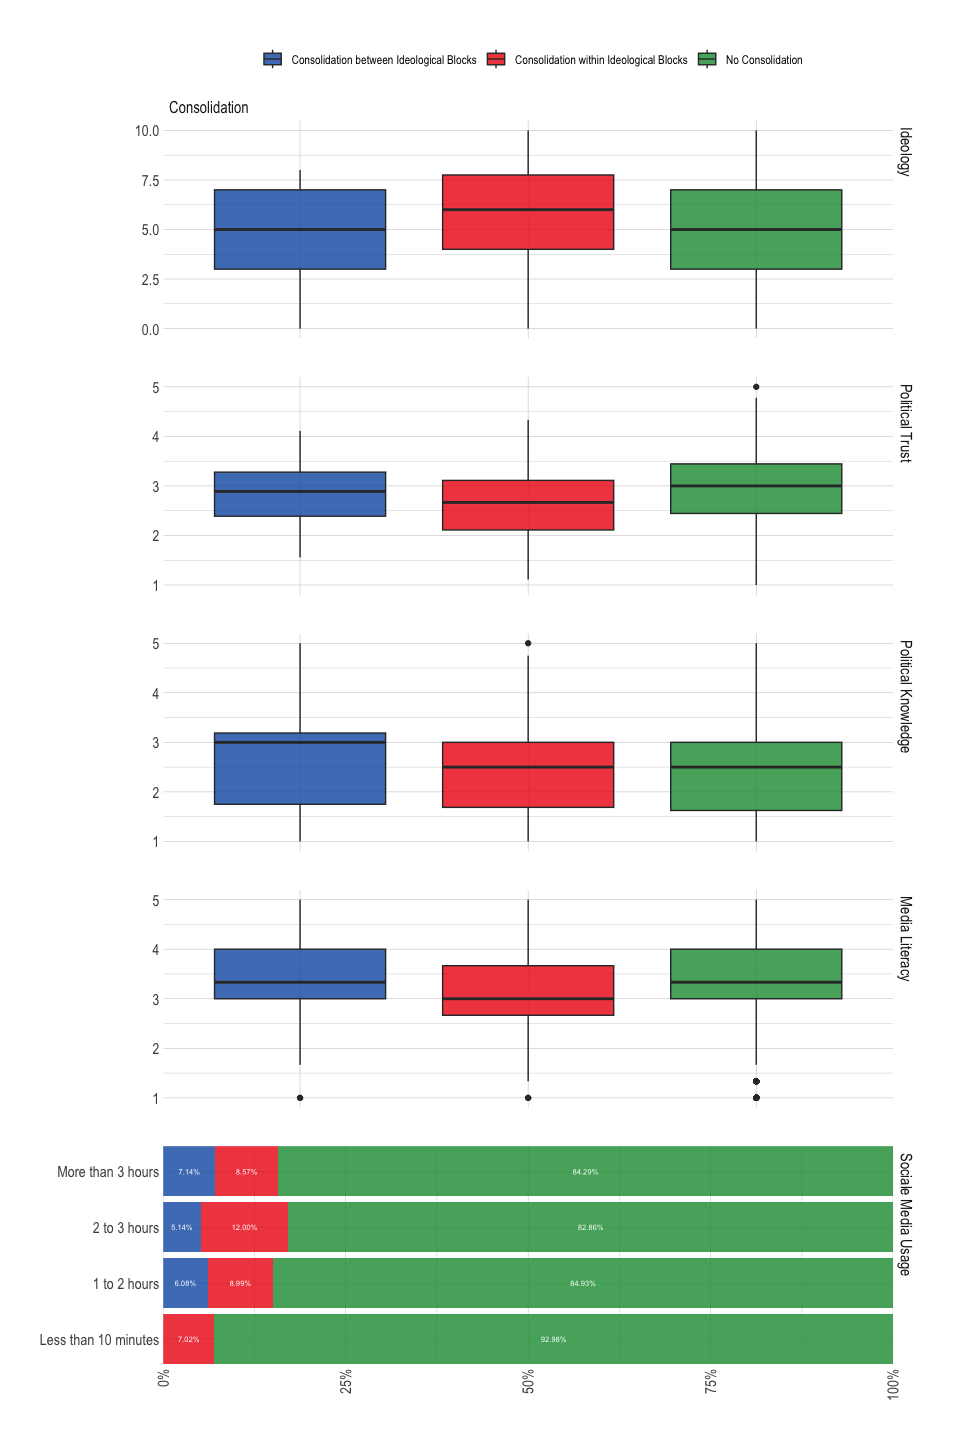 Consolidation between Ideological Blocks Consolidation within Ideological Blocks No Consolidation
Consolidation
10.0
7.5
5.0
2.5
0.0
Ideology
5
4
3
2
1
Political Trust
5
4
3
2
1
Political Knowledge
5
4
3
2
1
Media Literacy
More than 3 hours 7.14% 8.57% 84.29%
2 to 3 hours 5.14% 12.00% 82.86%
1 to 2 hours 6.08% 8.99% 84.93%
Less than 10 minutes 7.02% 92.98%
Sociale Media Usage
0% 25% 50% 75% 100%